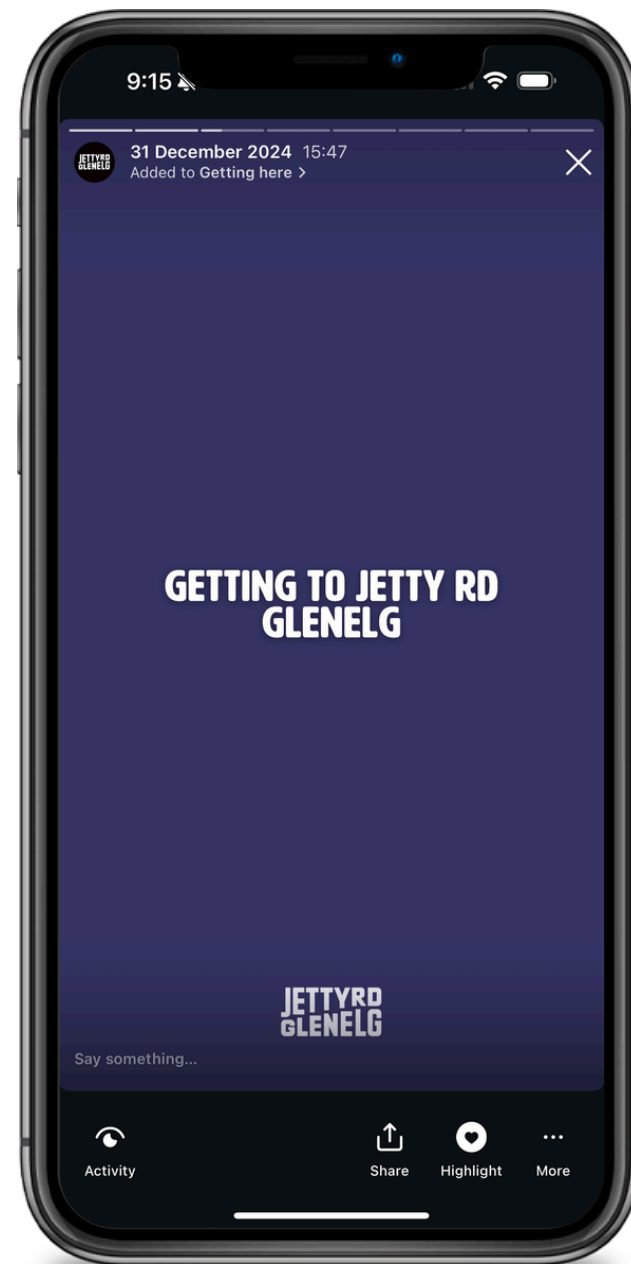 9:15
JETTYRD
GLENELG
31 December 2024 15:47
Added to Getting here >
GETTING TO JETTY RD
GLENELG
JETTYRD
GLENELG
Say something...
Activity
Share
Highlight
More